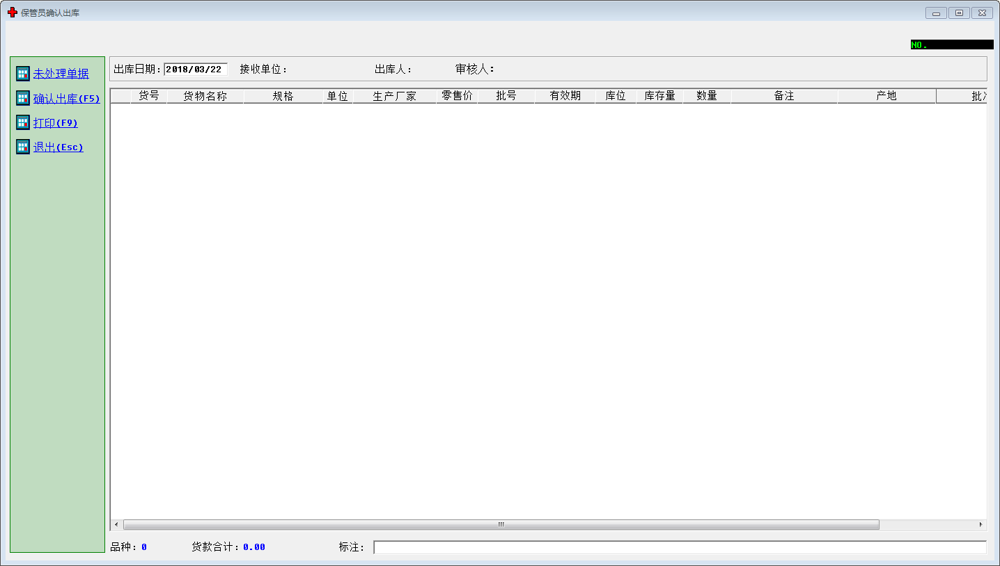 保管员确认出库
NO.
未处理单据
确认出库(F5)
打印(F9)
退出(Esc)
出库日期: 2018/03/22 接收单位: 出库人: 审核人:
货号 货物名称 规格 单位 生产厂家 零售价 批号 有效期 库位 库存量 数量 备注 产地 批
品种: 0 货款合计: 0.00 标注: